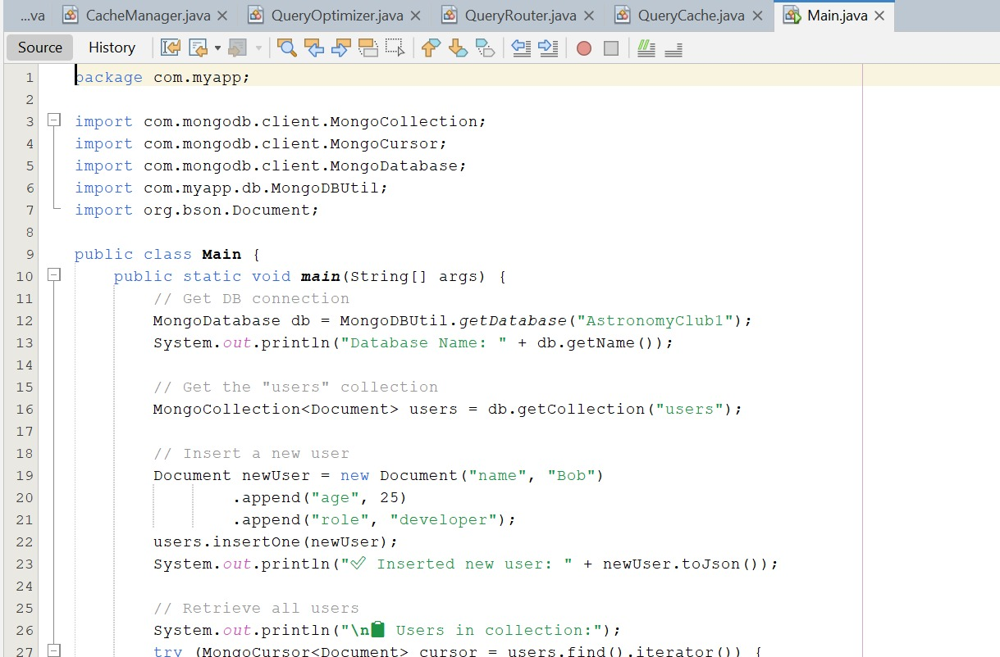 ...va CacheManager.java QueryOptimizer.java QueryRouter.java QueryCache.java Main.java
Source History
1 package com.myapp;
2
3 import com.mongodb.client.MongoCollection;
4 import com.mongodb.client.MongoCursor;
5 import com.mongodb.client.MongoDatabase;
6 import com.myapp.db.MongoDBUtil;
7 import org.bson.Document;
8
9 public class Main {
10 public static void main(String[] args) {
11 // Get DB connection
12 MongoDatabase db = MongoDBUtil.getDatabase("AstronomyClub1");
13 System.out.println("Database Name: " + db.getName());
14
15 // Get the "users" collection
16 MongoCollection<Document> users = db.getCollection("users");
17
18 // Insert a new user
19 Document newUser = new Document("name", "Bob")
20 .append("age", 25)
21 .append("role", "developer");
22 users.insertOne(newUser);
23 System.out.println("✅ Inserted new user: " + newUser.toJson());
24
25 // Retrieve all users
26 System.out.println("\n📋 Users in collection:");
27 try (MongoCursor<Document> cursor = users.find().iterator()) {